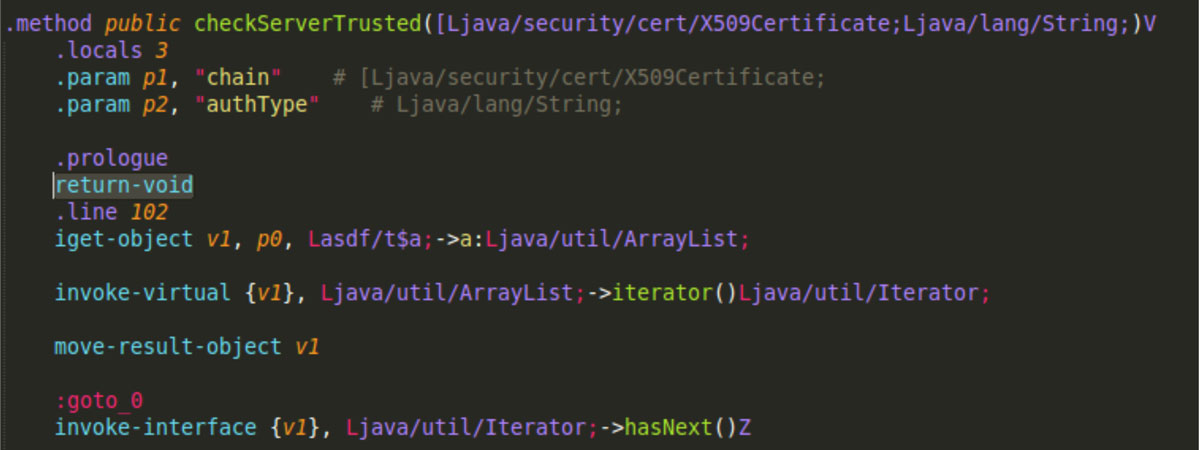 .method public checkServerTrusted([Ljava/security/cert/X509Certificate;Ljava/lang/String;)V
.locals 3
.param p1, "chain"    # [Ljava/security/cert/X509Certificate;
.param p2, "authType"    # Ljava/lang/String;
.prologue
return-void
.line 102
iget-object v1, p0, Lasdf/t$a;->a:Ljava/util/ArrayList;
invoke-virtual {v1}, Ljava/util/ArrayList;->iterator()Ljava/util/Iterator;
move-result-object v1
:goto_0
invoke-interface {v1}, Ljava/util/Iterator;->hasNext()Z